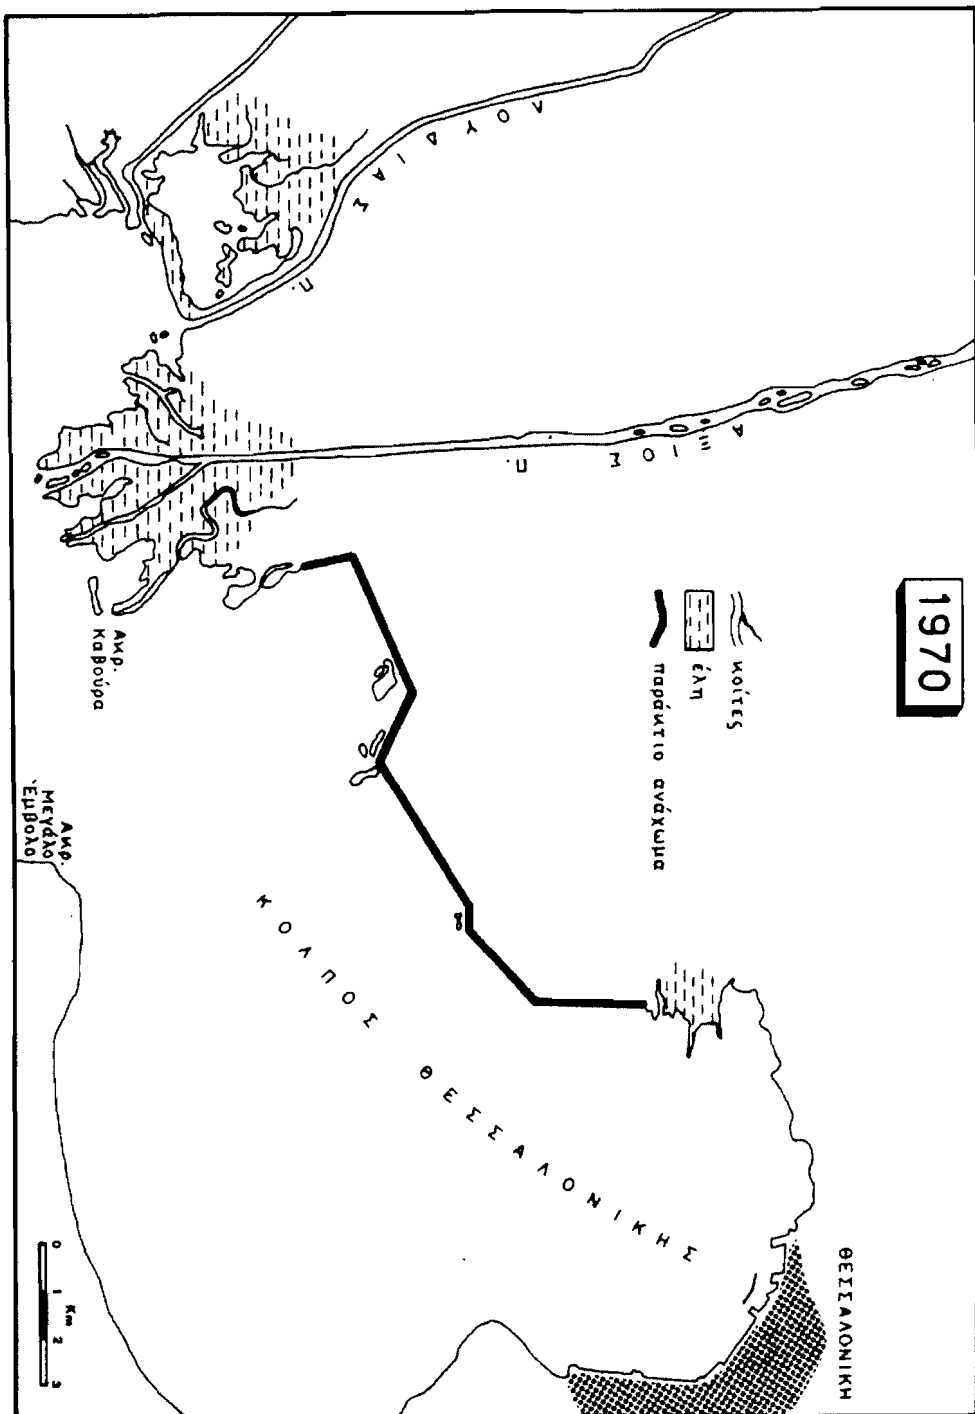 1970
κοίτες
έλη
παράκτιο ανάχωμα
ΛΟΥΔΙΑΣ Π.
ΑΞΙΟΣ Π.
Ακρ.
Καβούρα
Ακρ.
Μεγάλο
Έμβολο
ΚΟΛΠΟΣ ΘΕΣΣΑΛΟΝΙΚΗΣ
ΘΕΣΣΑΛΟΝΙΚΗ
0 1 2 3
Km